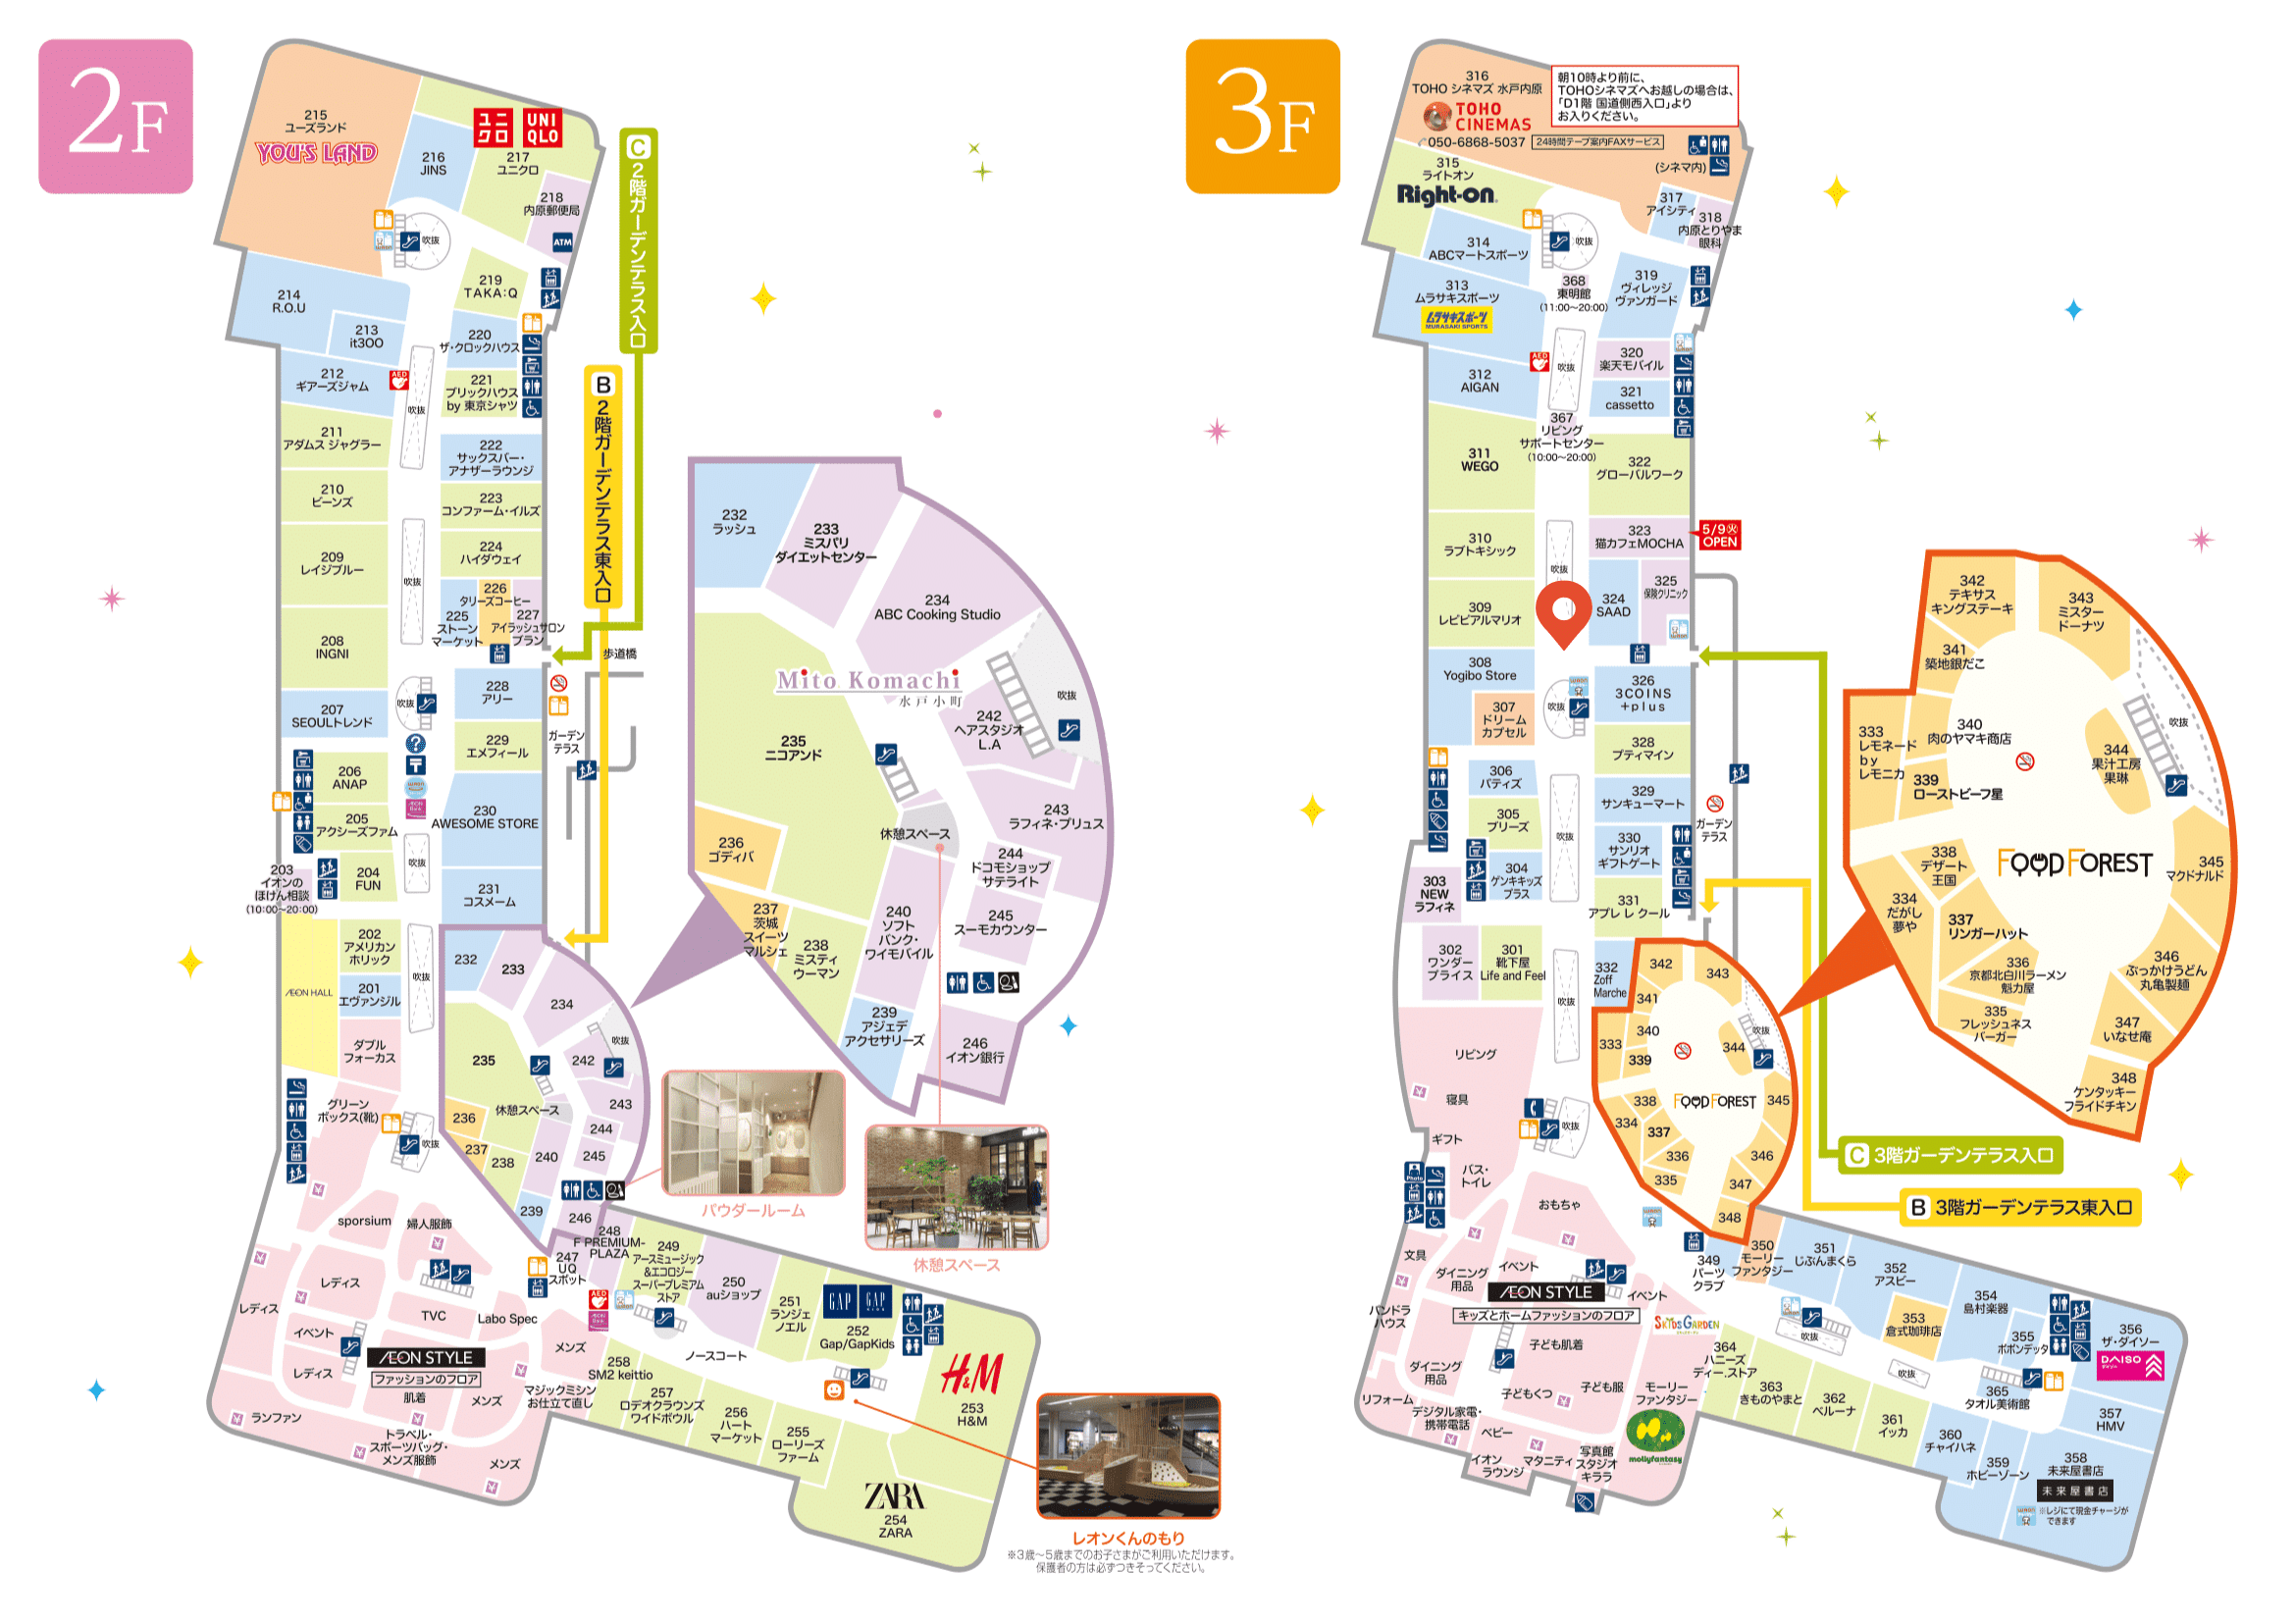 2F
215
ユーズランド
YOU'S LAND
216
JINS
ユニクロ
UNIQLO
217
ユニクロ
218
内原郵便局
ATM
吹抜
214
R.O.U
213
it300
219
TAKA:Q
220
ザ・クロックハウス
212
ギアーズジャム
AED
221
ブリックハウス
by 東京シャツ
吹抜
211
アダムス ジャグラー
222
サックスバー・
アナザーラウンジ
210
ビーンズ
223
コンファーム・イルズ
209
レイジブルー
224
ハイダウェイ
吹抜
226
タリーズコーヒー
225
ストーン
マーケット
227
アイラッシュサロン
ブラン
208
INGNI
歩道橋
207
SEOULトレンド
吹抜
228
アリー
229
エメフィール
ガーデン
テラス
206
ANAP
205
アクシーズファム
230
AWESOME STORE
203
イオンの
ほけん相談
(10:00~20:00)
204
FUN
吹抜
231
コスメーム
202
アメリカン
ホリック
AEON HALL
201
エヴァンジル
吹抜
ダブル
フォーカス
グリーン
ボックス(靴)
吹抜
232
233
234
235
吹抜
242
休憩スペース
243
236
244
237
238
240
245
239
246
sporsium
婦人服飾
レディス
レディス
イベント
TVC
Labo Spec
レディス
AEON STYLE
ファッションのフロア
肌着
メンズ
メンズ
ランファン
トラベル・
スポーツバッグ・
メンズ服飾
メンズ
マジックミシン
お仕立て直し
247
UQ
スポット
248
F PREMIUM-
PLAZA
249
アースミュージック
&エコロジー
スーパープレミアム
ストア
250
auショップ
251
ランジェ
ノエル
GAP
GAP
252
Gap/GapKids
H&M
253
H&M
AED
ノースコート
258
SM2 keittio
257
ロデオクラウンズ
ワイドボウル
256
ハート
マーケット
255
ローリーズ
ファーム
ZARA
254
ZARA
C 2階ガーデンテラス入口
B 2階ガーデンテラス東入口
232
ラッシュ
233
ミスパリ
ダイエットセンター
234
ABC Cooking Studio
Mito Komachi
水戸小町
235
ニコアンド
吹抜
242
ヘアスタジオ
L.A
236
ゴディバ
休憩スペース
243
ラフィネ・プリュス
244
ドコモショップ
サテライト
237
茨城
スイーツ
マルシェ
238
ミスティ
ウーマン
240
ソフト
バンク・
ワイモバイル
245
スーモカウンター
239
アジェデ
アクセサリーズ
246
イオン銀行
パウダールーム
休憩スペース
レオンくんのもり
※3歳～5歳までのお子さまがご利用いただけます。
保護者の方は必ずつきそってください。
3F
316
TOHO シネマズ 水戸内原
TOHO
CINEMAS
050-6868-5037
24時間テープ案内FAXサービス
朝10時より前に、
TOHOシネマズへお越しの場合は、
「D1階 国道側西入口」より
お入りください。
(シネマ内)
315
ライトオン
Right-on
317
アイシティ
318
内原とりやま
眼科
314
ABCマートスポーツ
吹抜
313
ムラサキスポーツ
ムラサキスポーツ
MURASAKI SPORTS
368
東明館
(11:00~20:00)
319
ヴィレッジ
ヴァンガード
AED
320
楽天モバイル
312
AIGAN
吹抜
321
cassetto
367
リビング
サポートセンター
(10:00~20:00)
311
WEGO
322
グローバルワーク
310
ラブトキシック
323
猫カフェMOCHA
5/9㊋
OPEN
吹抜
309
レピピアルマリオ
324
SAAD
325
保険クリニック
308
Yogibo Store
326
3COINS
+plus
307
ドリーム
カプセル
吹抜
328
プティマイン
306
パティズ
329
サンキューマート
305
ブリーズ
吹抜
330
サンリオ
ギフトゲート
ガーデン
テラス
304
ゲンキキッズ
プラス
303
NEW
ラフィネ
331
アプレ レ クール
302
ワンダー
プライス
301
靴下屋
Life and Feel
332
Zoff
Marche
吹抜
342
343
341
340
333
339
344
吹抜
338
FOOD FOREST
345
334
337
336
335
346
347
348
リビング
寝具
ギフト
バス・
トイレ
吹抜
Photo
おもちゃ
文具
ダイニング
用品
イベント
AEON STYLE
キッズとホームファッションのフロア
イベント
パンドラ
ハウス
SKIDS GARDEN
子ども肌着
ダイニング
用品
子どもくつ
子ども服
リフォーム
デジタル家電・
携帯電話
ベビー
イオン
ラウンジ
マタニティ
写真館
スタジオ
キララ
モーリー
ファンタジー
mollyfantasy
349
パーツ
クラブ
350
モーリー
ファンタジー
351
じぶんまくら
352
アスビー
353
倉式珈琲店
354
島村楽器
355
ポポンデッタ
356
ザ・ダイソー
DAISO
吹抜
吹抜
364
ハニーズ
ディー.ストア
363
きものやまと
362
ベルーナ
361
イッカ
365
タオル美術館
357
HMV
360
チャイハネ
359
ホビーゾーン
358
未来屋書店
未来屋書店
※レジにて現金チャージが
できます
342
テキサス
キングステーキ
343
ミスター
ドーナツ
341
築地銀だこ
333
レモネード
by
レモニカ
340
肉のヤマキ商店
339
ローストビーフ星
344
果汁工房
果琳
吹抜
338
デザート
王国
FOOD FOREST
345
マクドナルド
334
だがし
夢や
337
リンガーハット
336
京都北白川ラーメン
魁力屋
335
フレッシュネス
バーガー
346
ぶっかけうどん
丸亀製麺
347
いなせ庵
348
ケンタッキー
フライドチキン
C 3階ガーデンテラス入口
B 3階ガーデンテラス東入口